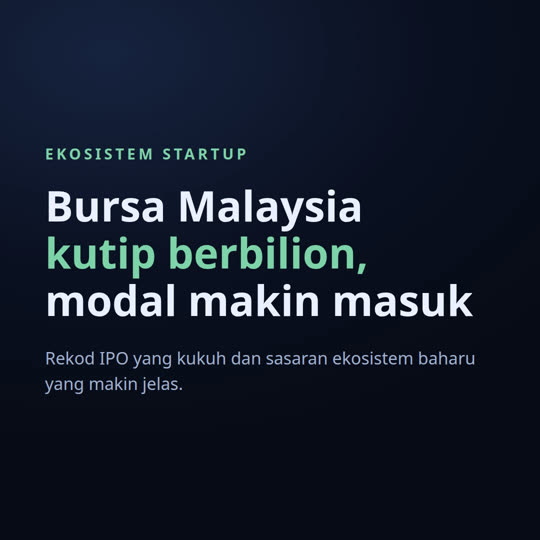 EKOSISTEM STARTUP
Bursa Malaysia
kutip berbilion,
modal makin masuk
Rekod IPO yang kukuh dan sasaran ekosistem baharu
yang makin jelas.